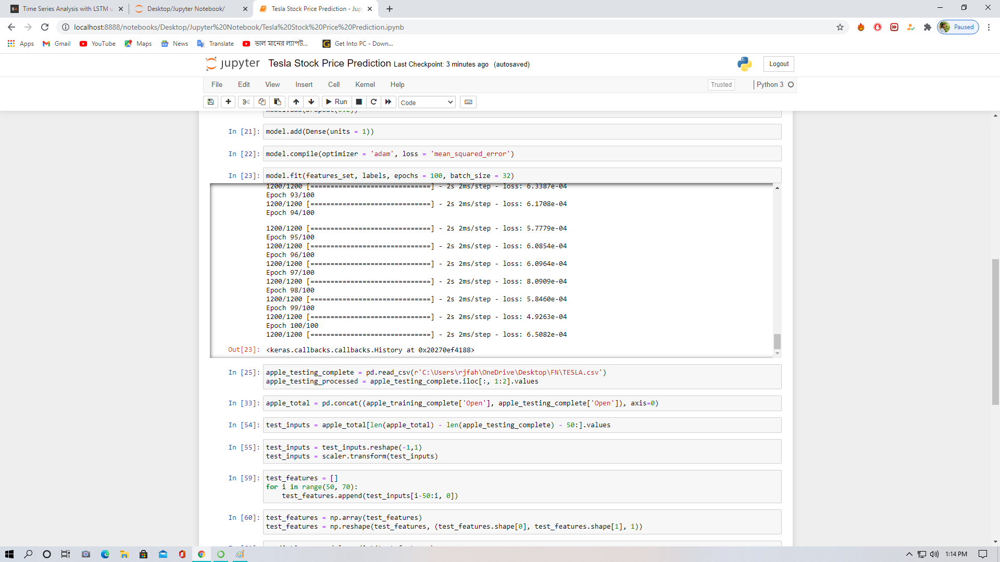 Time Series Analysis with LSTM u
Desktop/Jupyter Notebook/
Tesla Stock Price Prediction - Jup
localhost:8888/notebooks/Desktop/Jupyter%20Notebook/Tesla%20Stock%20Price%20Prediction.ipynb
Paused
Apps
Gmail
YouTube
Maps
News
Translate
ভাল মানের ল্যাপট...
Get Into PC - Down...
jupyter
Tesla Stock Price Prediction Last Checkpoint: 3 minutes ago (autosaved)
Logout
File Edit View Insert Cell Kernel Help
Trusted
Python 3
Run
Code
model.add(Dropout(0.2))
In [21]: model.add(Dense(units = 1))
In [22]: model.compile(optimizer = 'adam', loss = 'mean_squared_error')
In [23]: model.fit(features_set, labels, epochs = 100, batch_size = 32)
1200/1200 [==============================] - 2s 2ms/step - loss: 6.3387e-04
Epoch 93/100
1200/1200 [==============================] - 2s 2ms/step - loss: 6.1708e-04
Epoch 94/100
1200/1200 [==============================] - 2s 2ms/step - loss: 5.7779e-04
Epoch 95/100
1200/1200 [==============================] - 2s 2ms/step - loss: 6.0854e-04
Epoch 96/100
1200/1200 [==============================] - 2s 2ms/step - loss: 6.0964e-04
Epoch 97/100
1200/1200 [==============================] - 2s 2ms/step - loss: 8.0909e-04
Epoch 98/100
1200/1200 [==============================] - 2s 2ms/step - loss: 5.8460e-04
Epoch 99/100
1200/1200 [==============================] - 2s 2ms/step - loss: 4.9263e-04
Epoch 100/100
1200/1200 [==============================] - 2s 2ms/step - loss: 6.5082e-04
Out[23]: <keras.callbacks.callbacks.History at 0x20270ef4188>
In [25]: apple_testing_complete = pd.read_csv(r'C:\Users\rjfah\OneDrive\Desktop\FN\TESLA.csv')
apple_testing_processed = apple_testing_complete.iloc[:, 1:2].values
In [33]: apple_total = pd.concat((apple_training_complete['Open'], apple_testing_complete['Open']), axis=0)
In [54]: test_inputs = apple_total[len(apple_total) - len(apple_testing_complete) - 50:].values
In [55]: test_inputs = test_inputs.reshape(-1,1)
test_inputs = scaler.transform(test_inputs)
In [59]: test_features = []
for i in range(50, 70):
    test_features.append(test_inputs[i-50:i, 0])
In [60]: test_features = np.array(test_features)
test_features = np.reshape(test_features, (test_features.shape[0], test_features.shape[1], 1))
1:14 PM